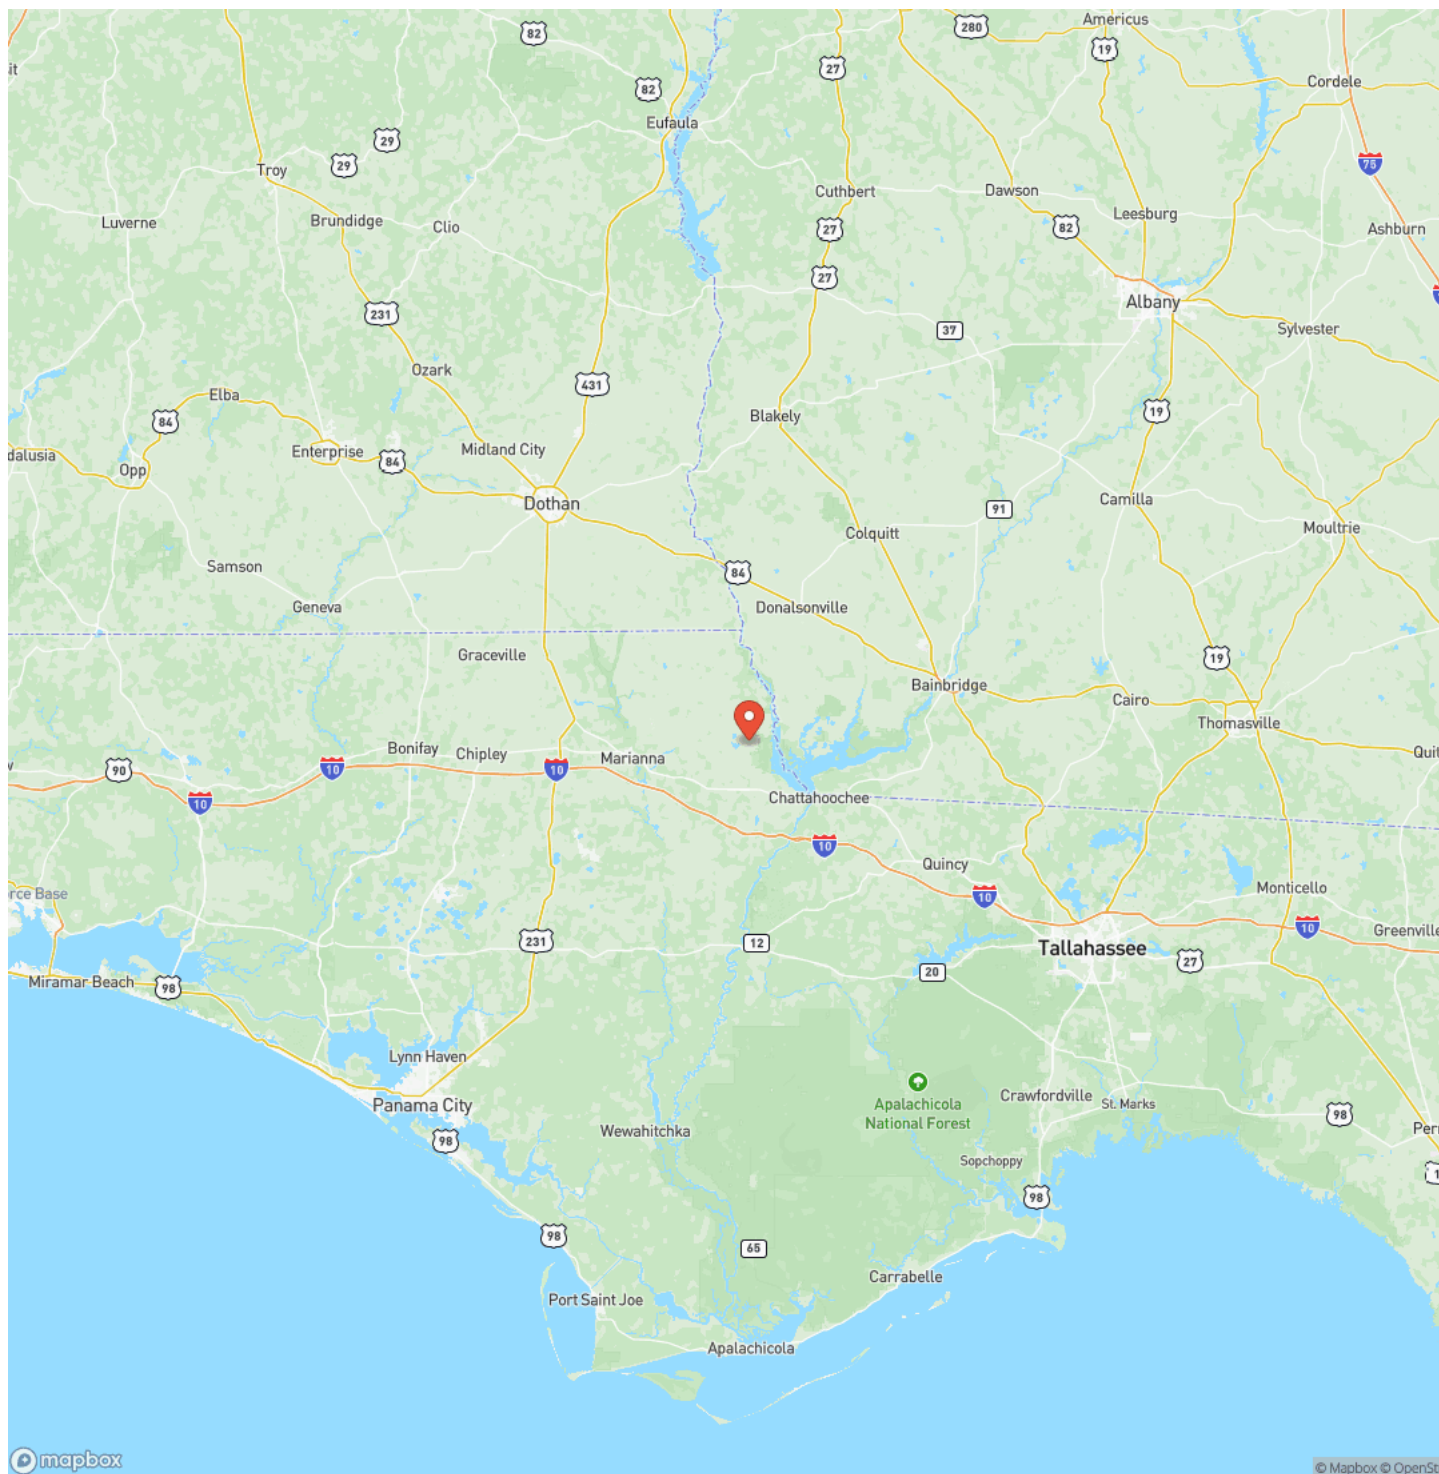 82
280
Americus
19
it
27
82
Cordele
Eufaula
29
29
75
Troy
Cuthbert
Dawson
Luverne
Brundidge
Clio
27
82
Leesburg
Ashburn
27
Albany
231
37
Sylvester
Ozark
431
Elba
84
Blakely
19
Enterprise
Midland City
dalusia
Opp
84
Dothan
91
Camilla
Colquitt
Moultrie
Samson
84
Geneva
Donalsonville
Graceville
19
Bainbridge
Cairo
Thomasville
Bonifay
Chipley
Marianna
Quit
90
10
10
10
Chattahoochee
10
Quincy
orce Base
10
Monticello
231
12
10
Greenville
Tallahassee
27
20
Miramar Beach
98
Lynn Haven
Apalachicola
National Forest
Crawfordville
St. Marks
Panama City
98
Wewahitchka
98
Perr
Sopchoppy
98
98
65
Carrabelle
Port Saint Joe
Apalachicola
mapbox
© Mapbox © OpenSt